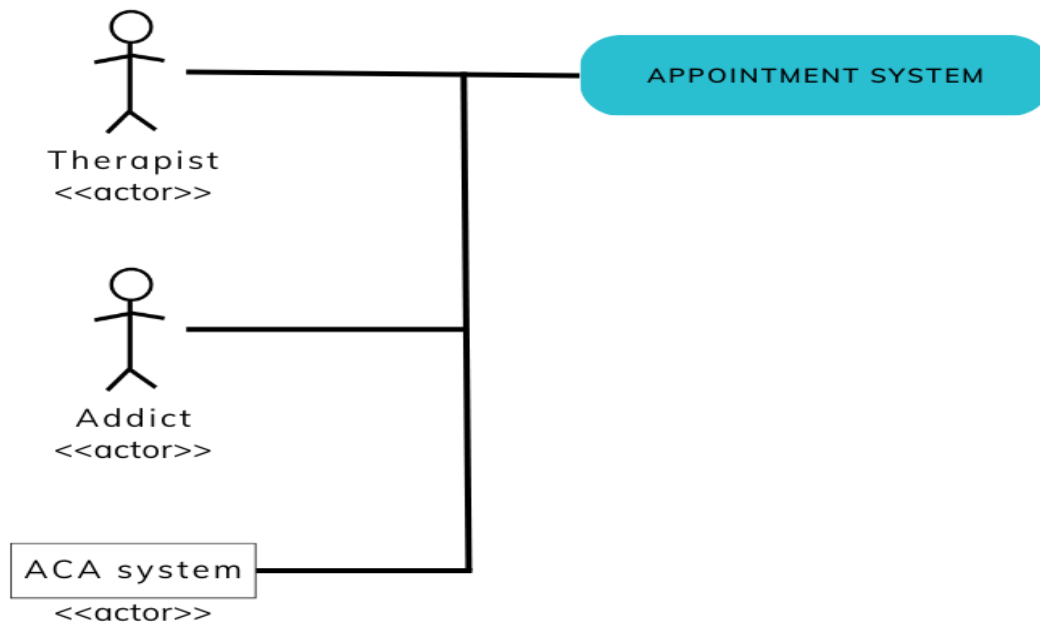 APPOINTMENT SYSTEM
Therapist
<<actor>>
Addict
<<actor>>
ACA system
<<actor>>